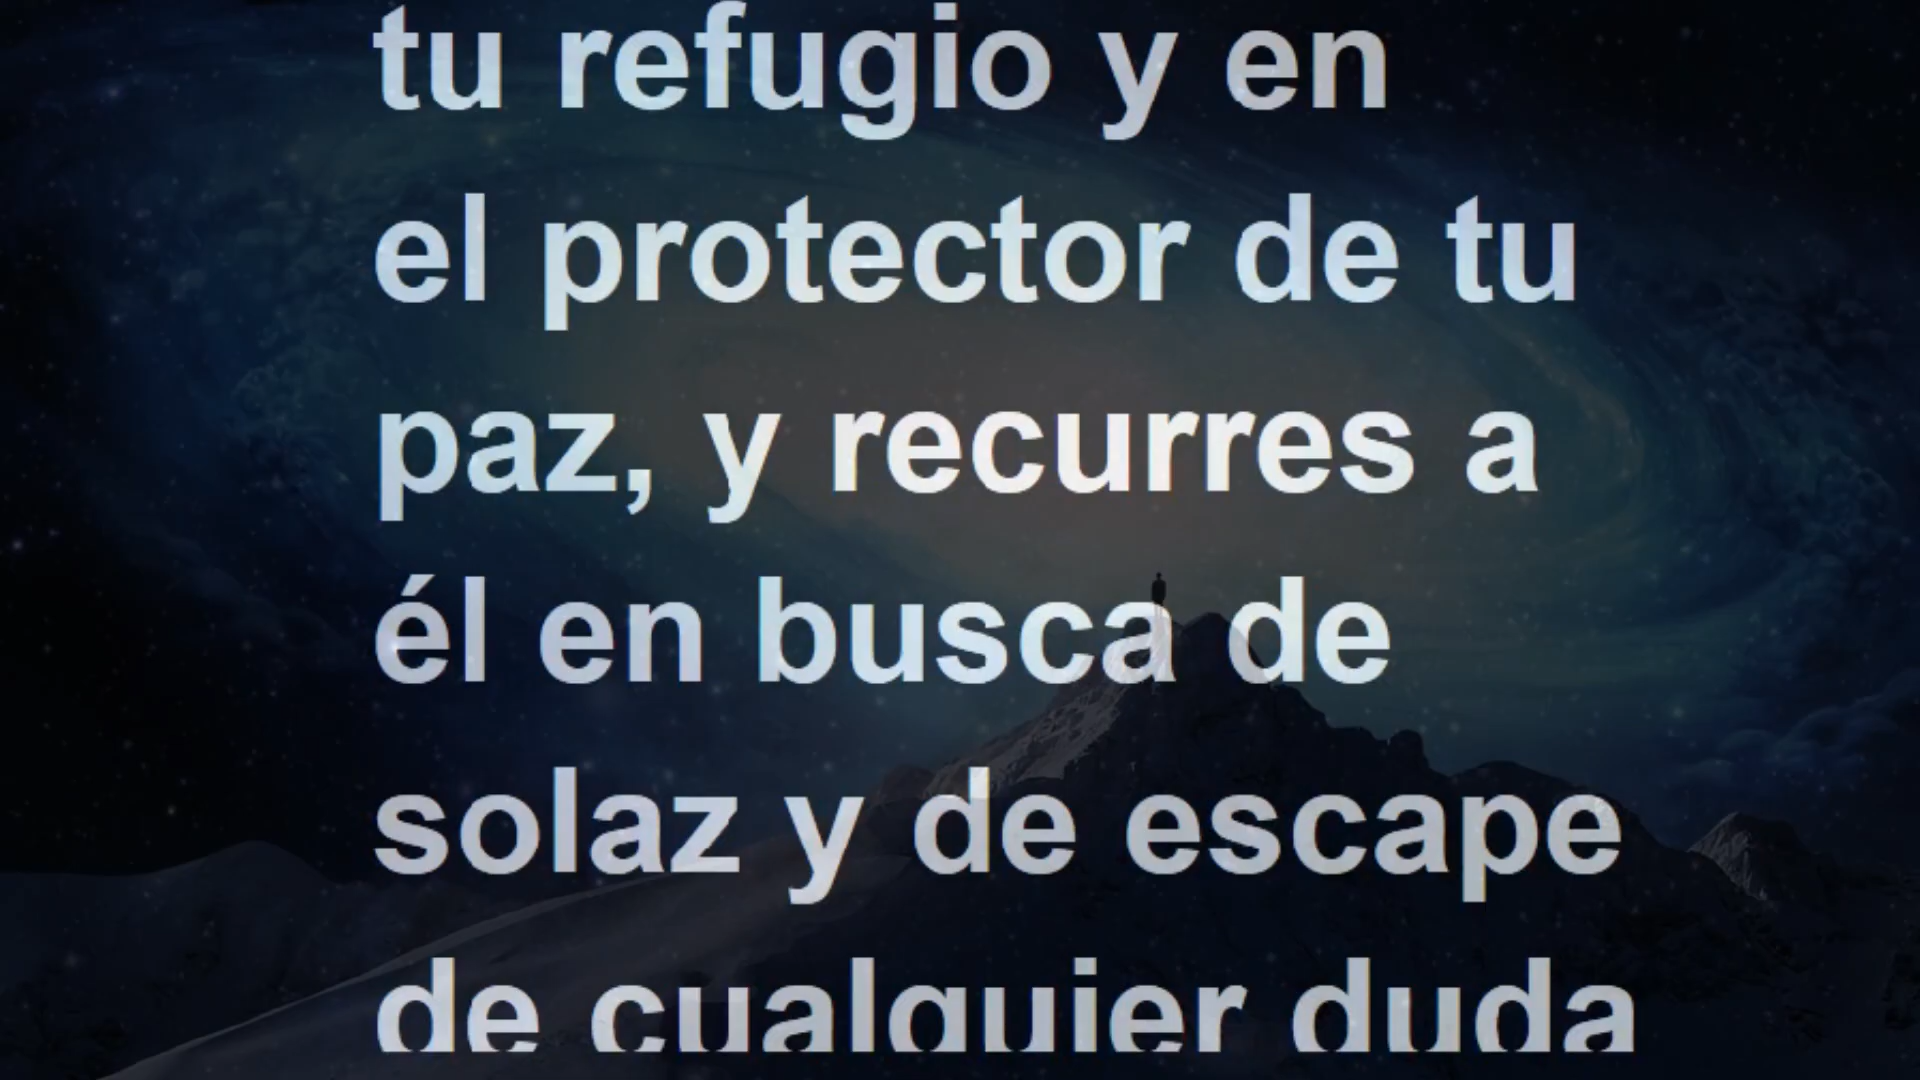 tu refugio y en
el protector de tu
paz, y recurres a
él en busca de
solaz y de escape
de cualquier duda